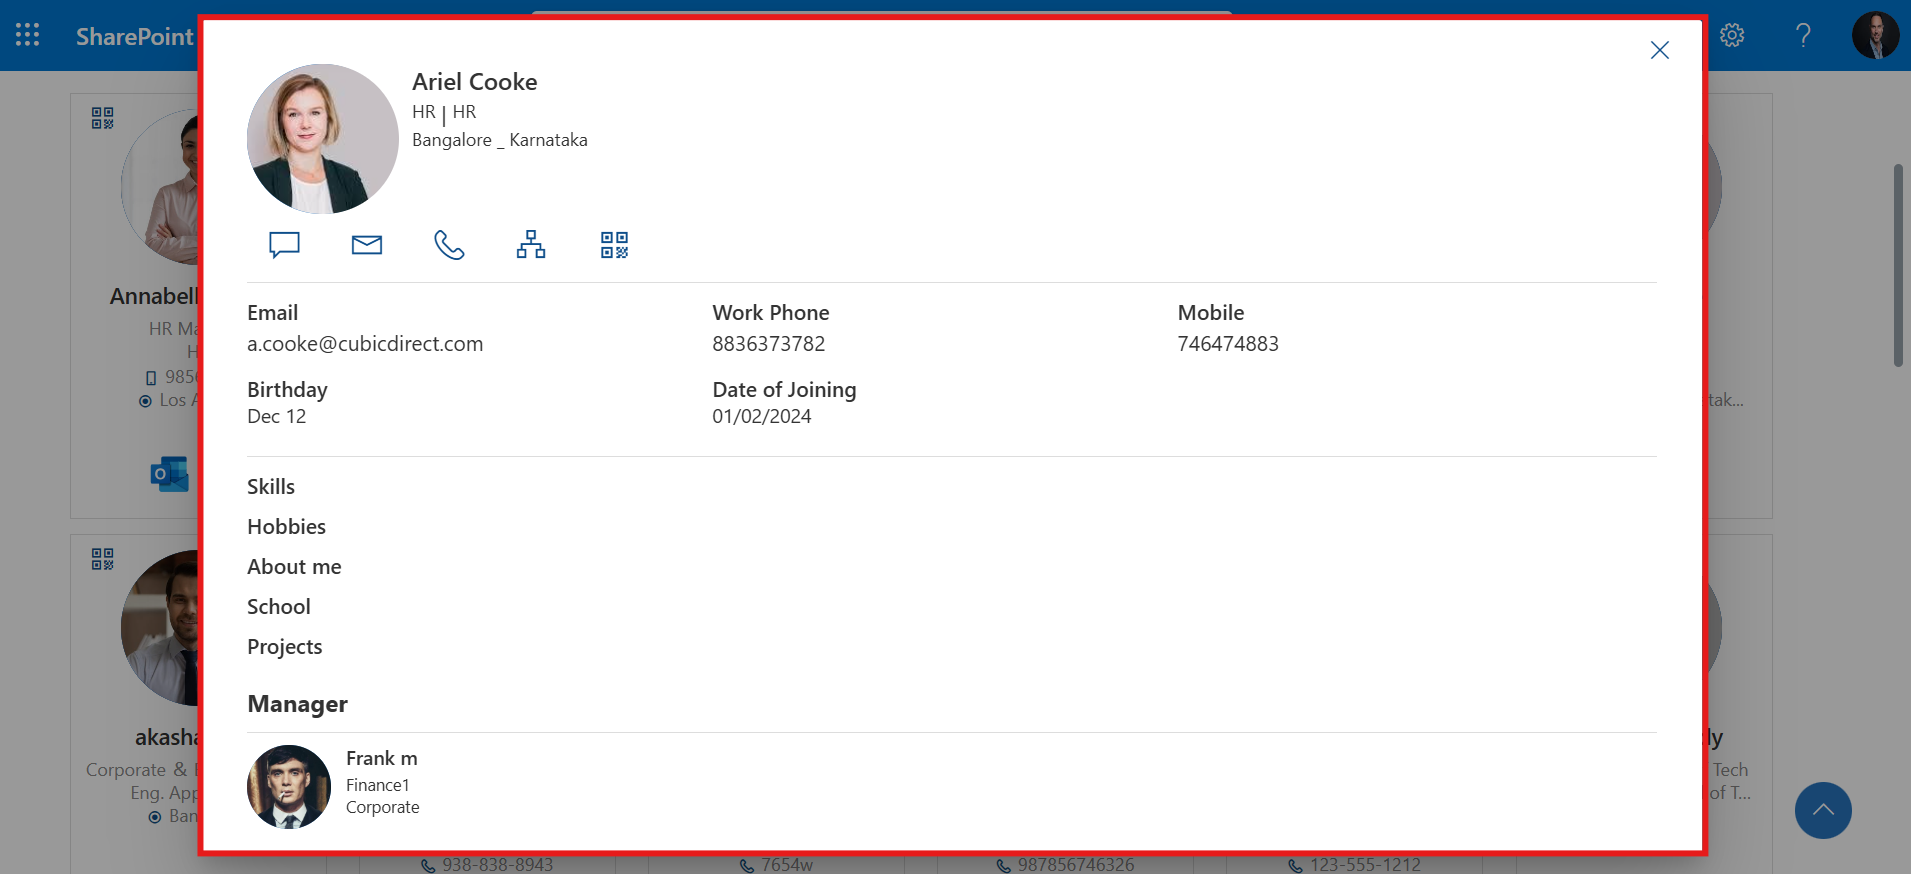 SharePoint
Ariel Cooke
HR | HR
Bangalore _ Karnataka
Email
a.cooke@cubicdirect.com
Work Phone
8836373782
Mobile
746474883
Birthday
Dec 12
Date of Joining
01/02/2024
Skills
Hobbies
About me
School
Projects
Manager
Frank m
Finance1
Corporate
Annabell
HR Ma
H
985
Los A
tak...
akasha
Corporate &
Eng. App
Ban
ly
Tech
of T...
938-838-8943
7654w
987856746326
123-555-1212